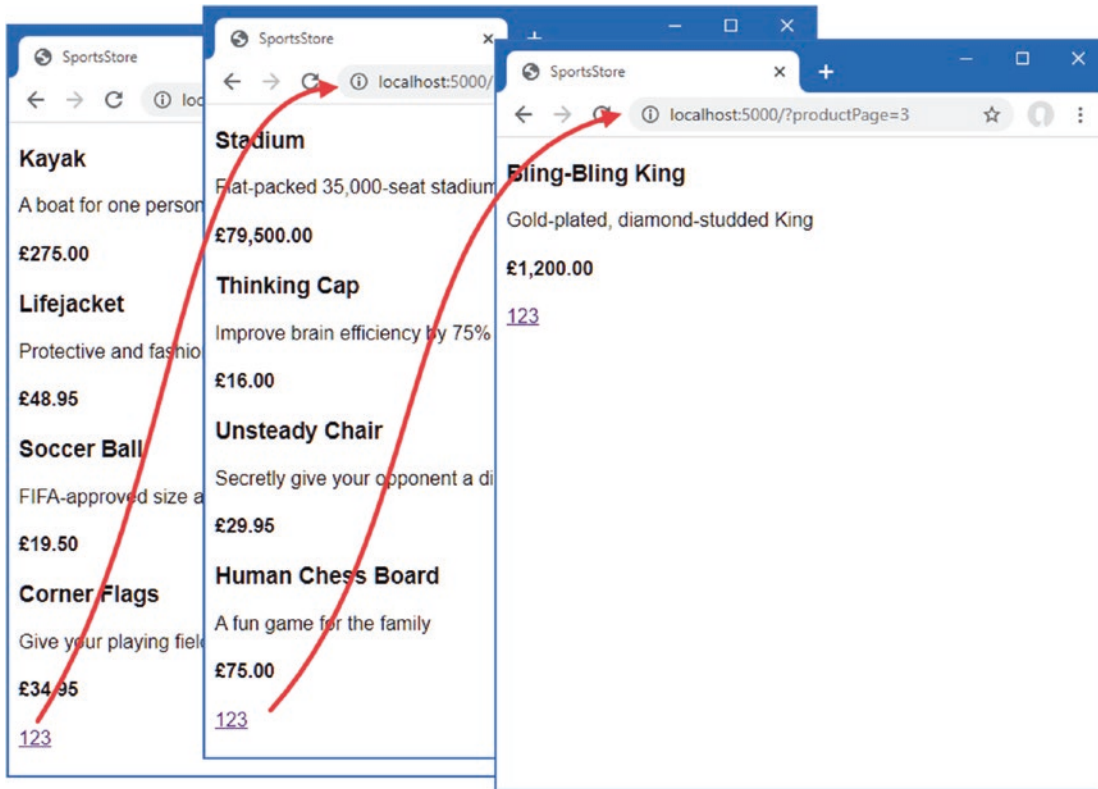 SportsStore
loc
Kayak
A boat for one person
£275.00
Lifejacket
Protective and fashio
£48.95
Soccer Ball
FIFA-approved size a
£19.50
Corner Flags
Give your playing field
£34.95
123
SportsStore
localhost:5000/
Stadium
Flat-packed 35,000-seat stadium
£79,500.00
Thinking Cap
Improve brain efficiency by 75%
£16.00
Unsteady Chair
Secretly give your opponent a di
£29.95
Human Chess Board
A fun game for the family
£75.00
123
SportsStore
localhost:5000/?productPage=3
Bling-Bling King
Gold-plated, diamond-studded King
£1,200.00
123